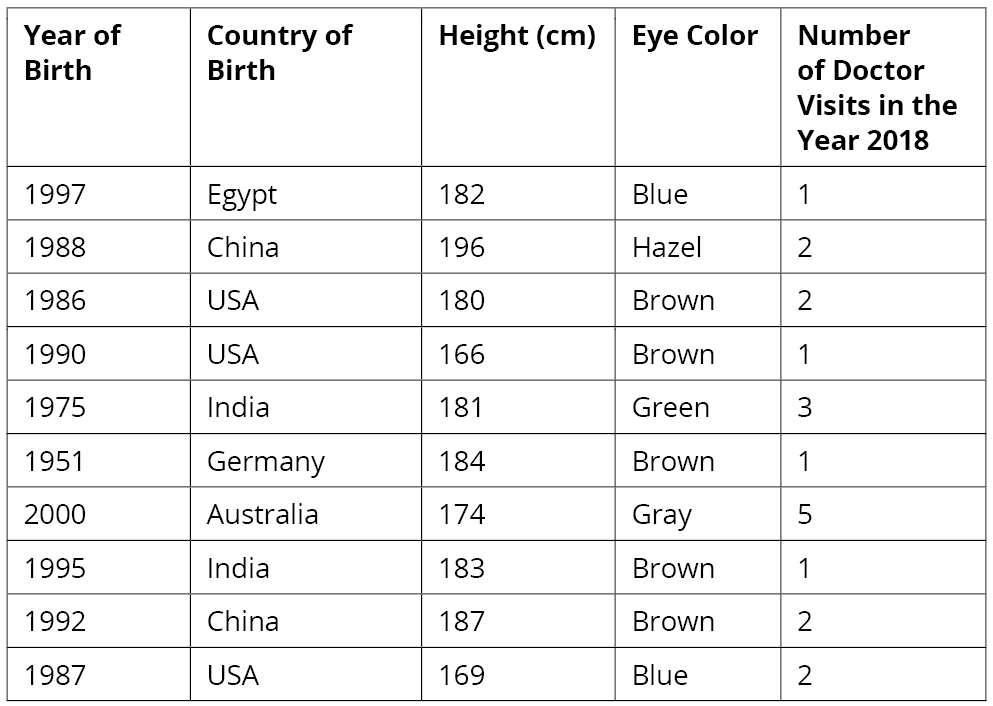 Year of Birth | Country of Birth | Height (cm) | Eye Color | Number of Doctor Visits in the Year 2018
1997 | Egypt | 182 | Blue | 1
1988 | China | 196 | Hazel | 2
1986 | USA | 180 | Brown | 2
1990 | USA | 166 | Brown | 1
1975 | India | 181 | Green | 3
1951 | Germany | 184 | Brown | 1
2000 | Australia | 174 | Gray | 5
1995 | India | 183 | Brown | 1
1992 | China | 187 | Brown | 2
1987 | USA | 169 | Blue | 2